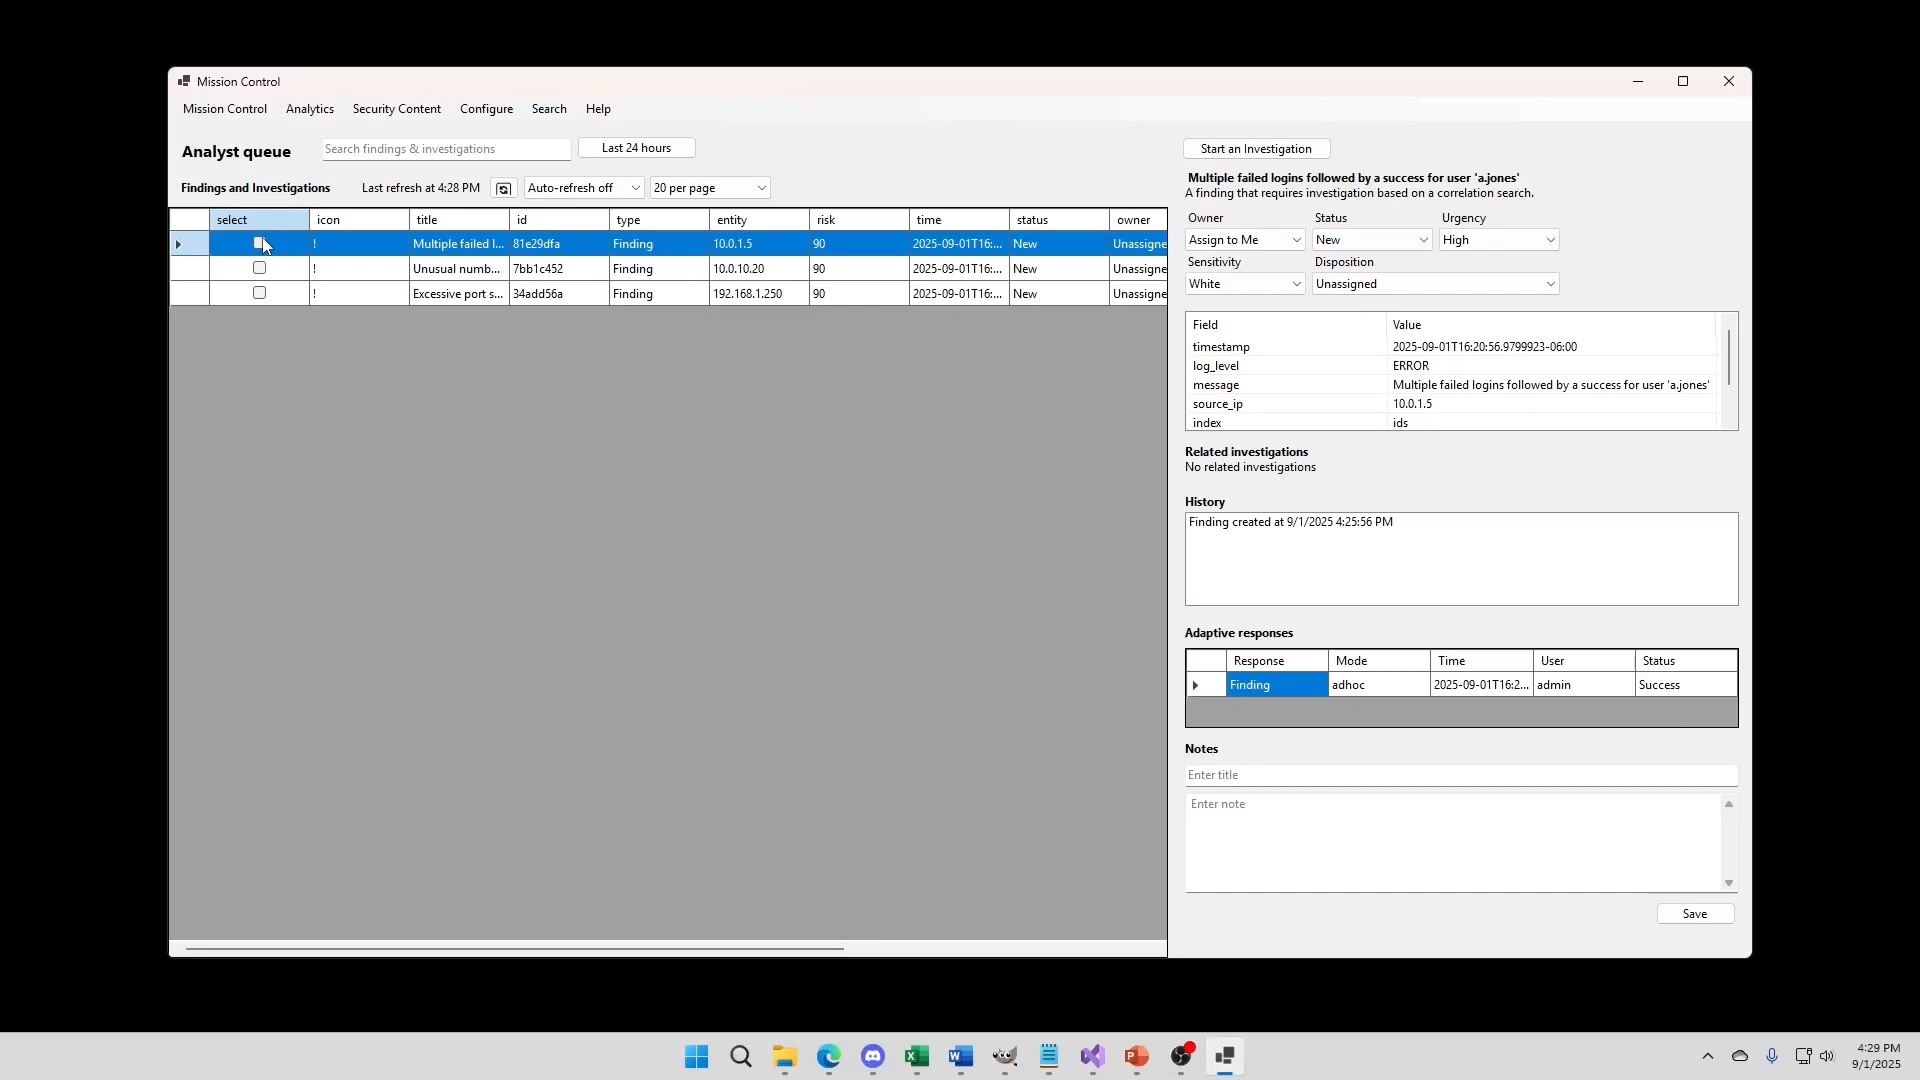 Mission Control
Mission Control Analytics Security Content Configure Search Help
Analyst queue Search findings & investigations Last 24 hours
Findings and Investigations Last refresh at 4:28 PM Auto-refresh off 20 per page
select icon title id type entity risk time status owner
! Multiple failed l... 81e29dfa Finding 10.0.1.5 90 2025-09-01T16:... New Unassigne
! Unusual numb... 7bb1c452 Finding 10.0.10.20 90 2025-09-01T16:... New Unassigne
! Excessive port s... 34add56a Finding 192.168.1.250 90 2025-09-01T16:... New Unassigne
Start an Investigation
Multiple failed logins followed by a success for user 'a.jones'
A finding that requires investigation based on a correlation search.
Owner Status Urgency
Assign to Me New High
Sensitivity Disposition
White Unassigned
Field Value
timestamp 2025-09-01T16:20:56.9799923-06:00
log_level ERROR
message Multiple failed logins followed by a success for user 'a.jones'
source_ip 10.0.1.5
index ids
Related investigations
No related investigations
History
Finding created at 9/1/2025 4:25:56 PM
Adaptive responses
Response Mode Time User Status
Finding adhoc 2025-09-01T16:2... admin Success
Notes
Enter title
Enter note
Save
4:29 PM
9/1/2025